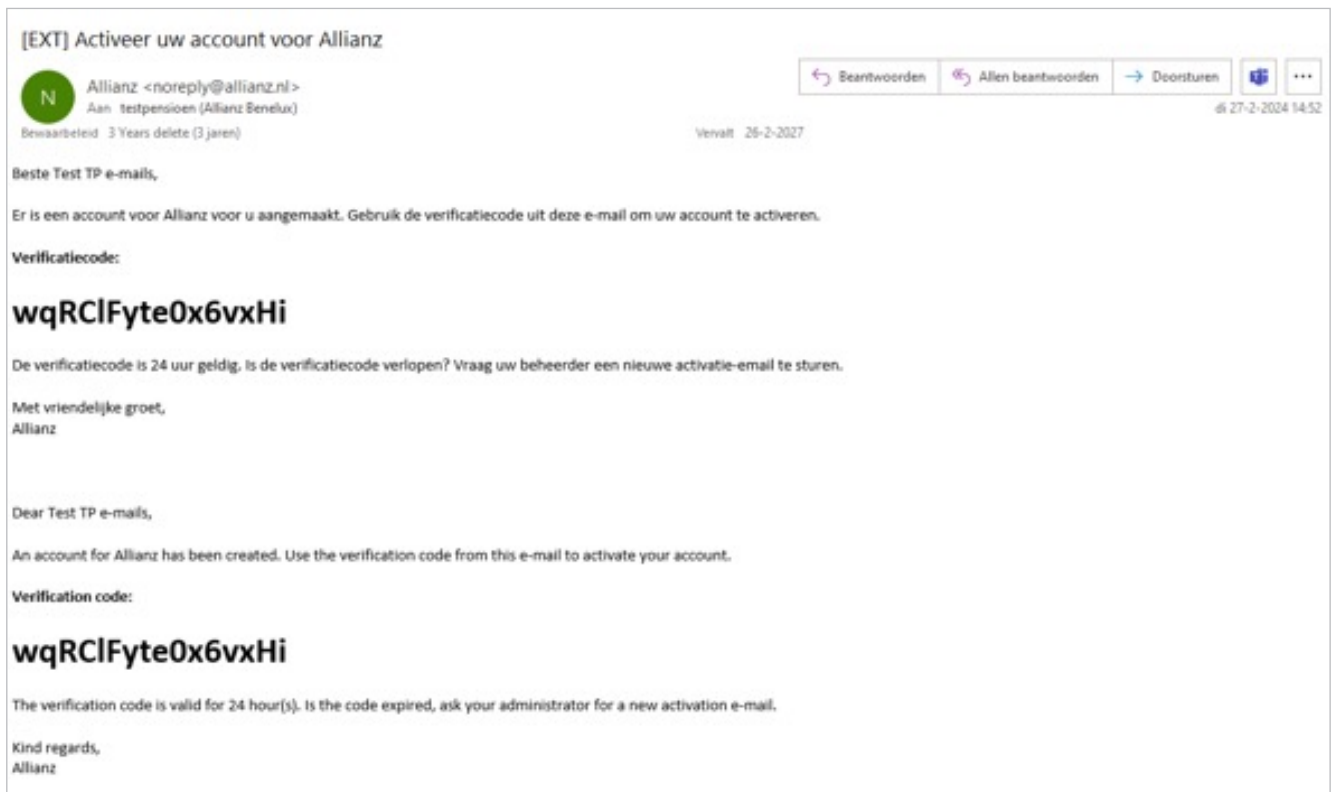 [EXT] Activeer uw account voor Allianz
N
Allianz <noreply@allianz.nl>
Aan testpensioen (Allianz Benelux)
Beantwoorden
Allen beantwoorden
Doorsturen
di 27-2-2024 14:52
Bewaarbeleid 3 Years delete (3 jaren)
Vervalt 26-2-2027
Beste Test TP e-mails,
Er is een account voor Allianz voor u aangemaakt. Gebruik de verificatiecode uit deze e-mail om uw account te activeren.
Verificatiecode:
wqRClFyte0x6vxHi
De verificatiecode is 24 uur geldig. Is de verificatiecode verlopen? Vraag uw beheerder een nieuwe activatie-email te sturen.
Met vriendelijke groet,
Allianz
Dear Test TP e-mails,
An account for Allianz has been created. Use the verification code from this e-mail to activate your account.
Verification code:
wqRClFyte0x6vxHi
The verification code is valid for 24 hour(s). Is the code expired, ask your administrator for a new activation e-mail.
Kind regards,
Allianz